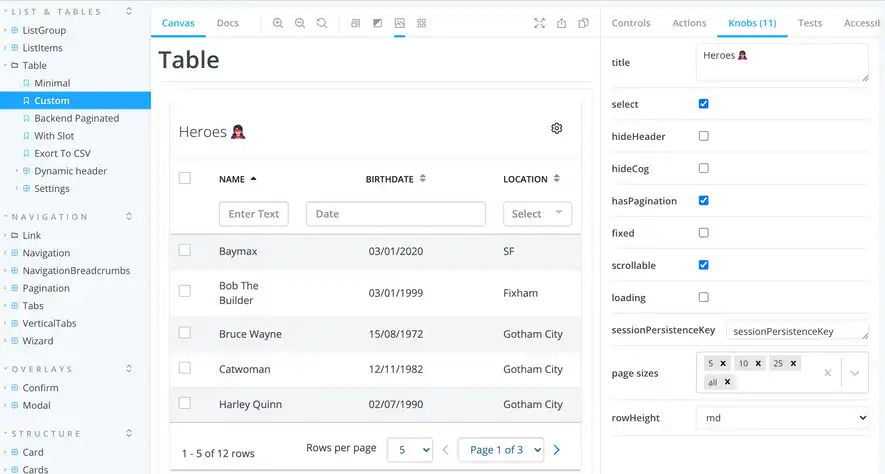 LIST & TABLES
ListGroup
ListItems
Table
Minimal
Custom
Backend Paginated
With Slot
Exort To CSV
Dynamic header
Settings
NAVIGATION
Link
Navigation
NavigationBreadcrumbs
Pagination
Tabs
VerticalTabs
Wizard
OVERLAYS
Confirm
Modal
STRUCTURE
Card
Cards
Canvas Docs
Table
Heroes
NAME BIRTHDATE LOCATION
Enter Text Date Select
Baymax 03/01/2020 SF
Bob The
Builder 03/01/1999 Fixham
Bruce Wayne 15/08/1972 Gotham City
Catwoman 12/11/1982 Gotham City
Harley Quinn 02/07/1990 Gotham City
1 - 5 of 12 rows Rows per page 5 Page 1 of 3
Controls Actions Knobs (11) Tests Accessib
title Heroes
select
hideHeader
hideCog
hasPagination
fixed
scrollable
loading
sessionPersistenceKey sessionPersistenceKey
page sizes 5 × 10 × 25 ×
all ×
rowHeight md